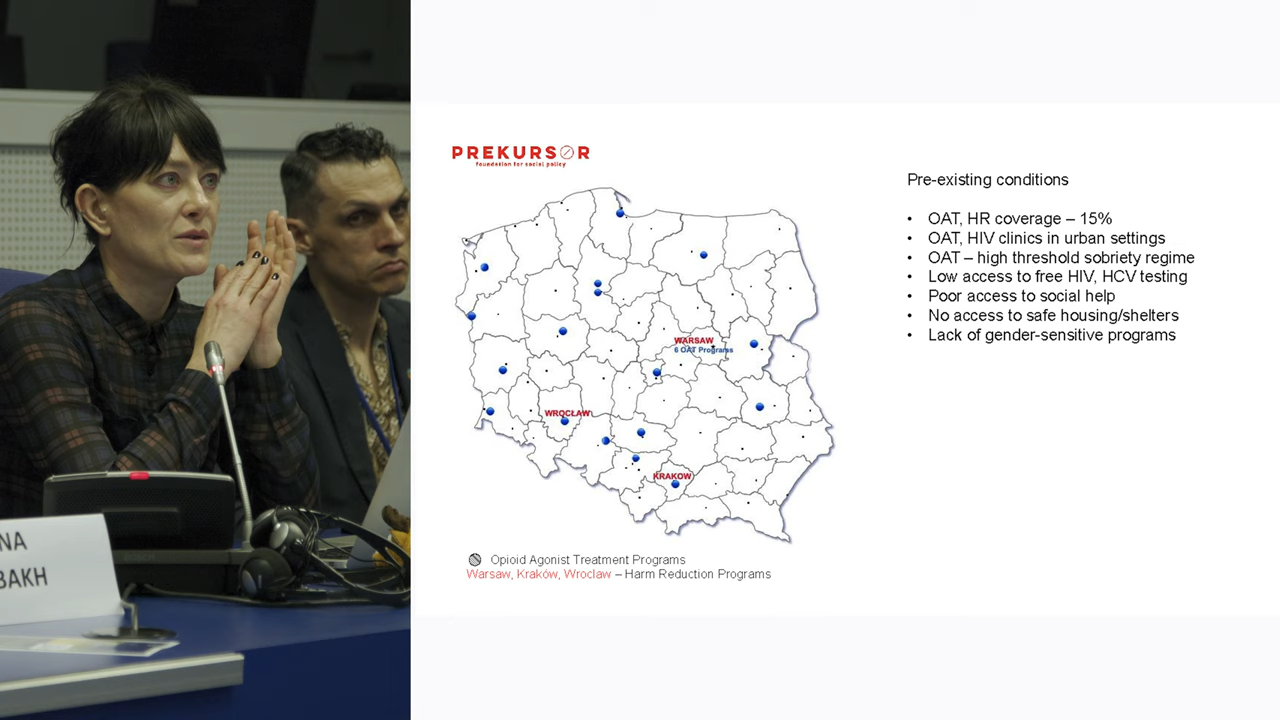 NA
BAKH
PREKURSOR
foundation for social policy
WARSAW
6 OAT Programs
WROCŁAW
KRAKOW
Opioid Agonist Treatment Programs
Warsaw, Kraków, Wroclaw – Harm Reduction Programs
Pre-existing conditions
• OAT, HR coverage – 15%
• OAT, HIV clinics in urban settings
• OAT – high threshold sobriety regime
• Low access to free HIV, HCV testing
• Poor access to social help
• No access to safe housing/shelters
• Lack of gender-sensitive programs